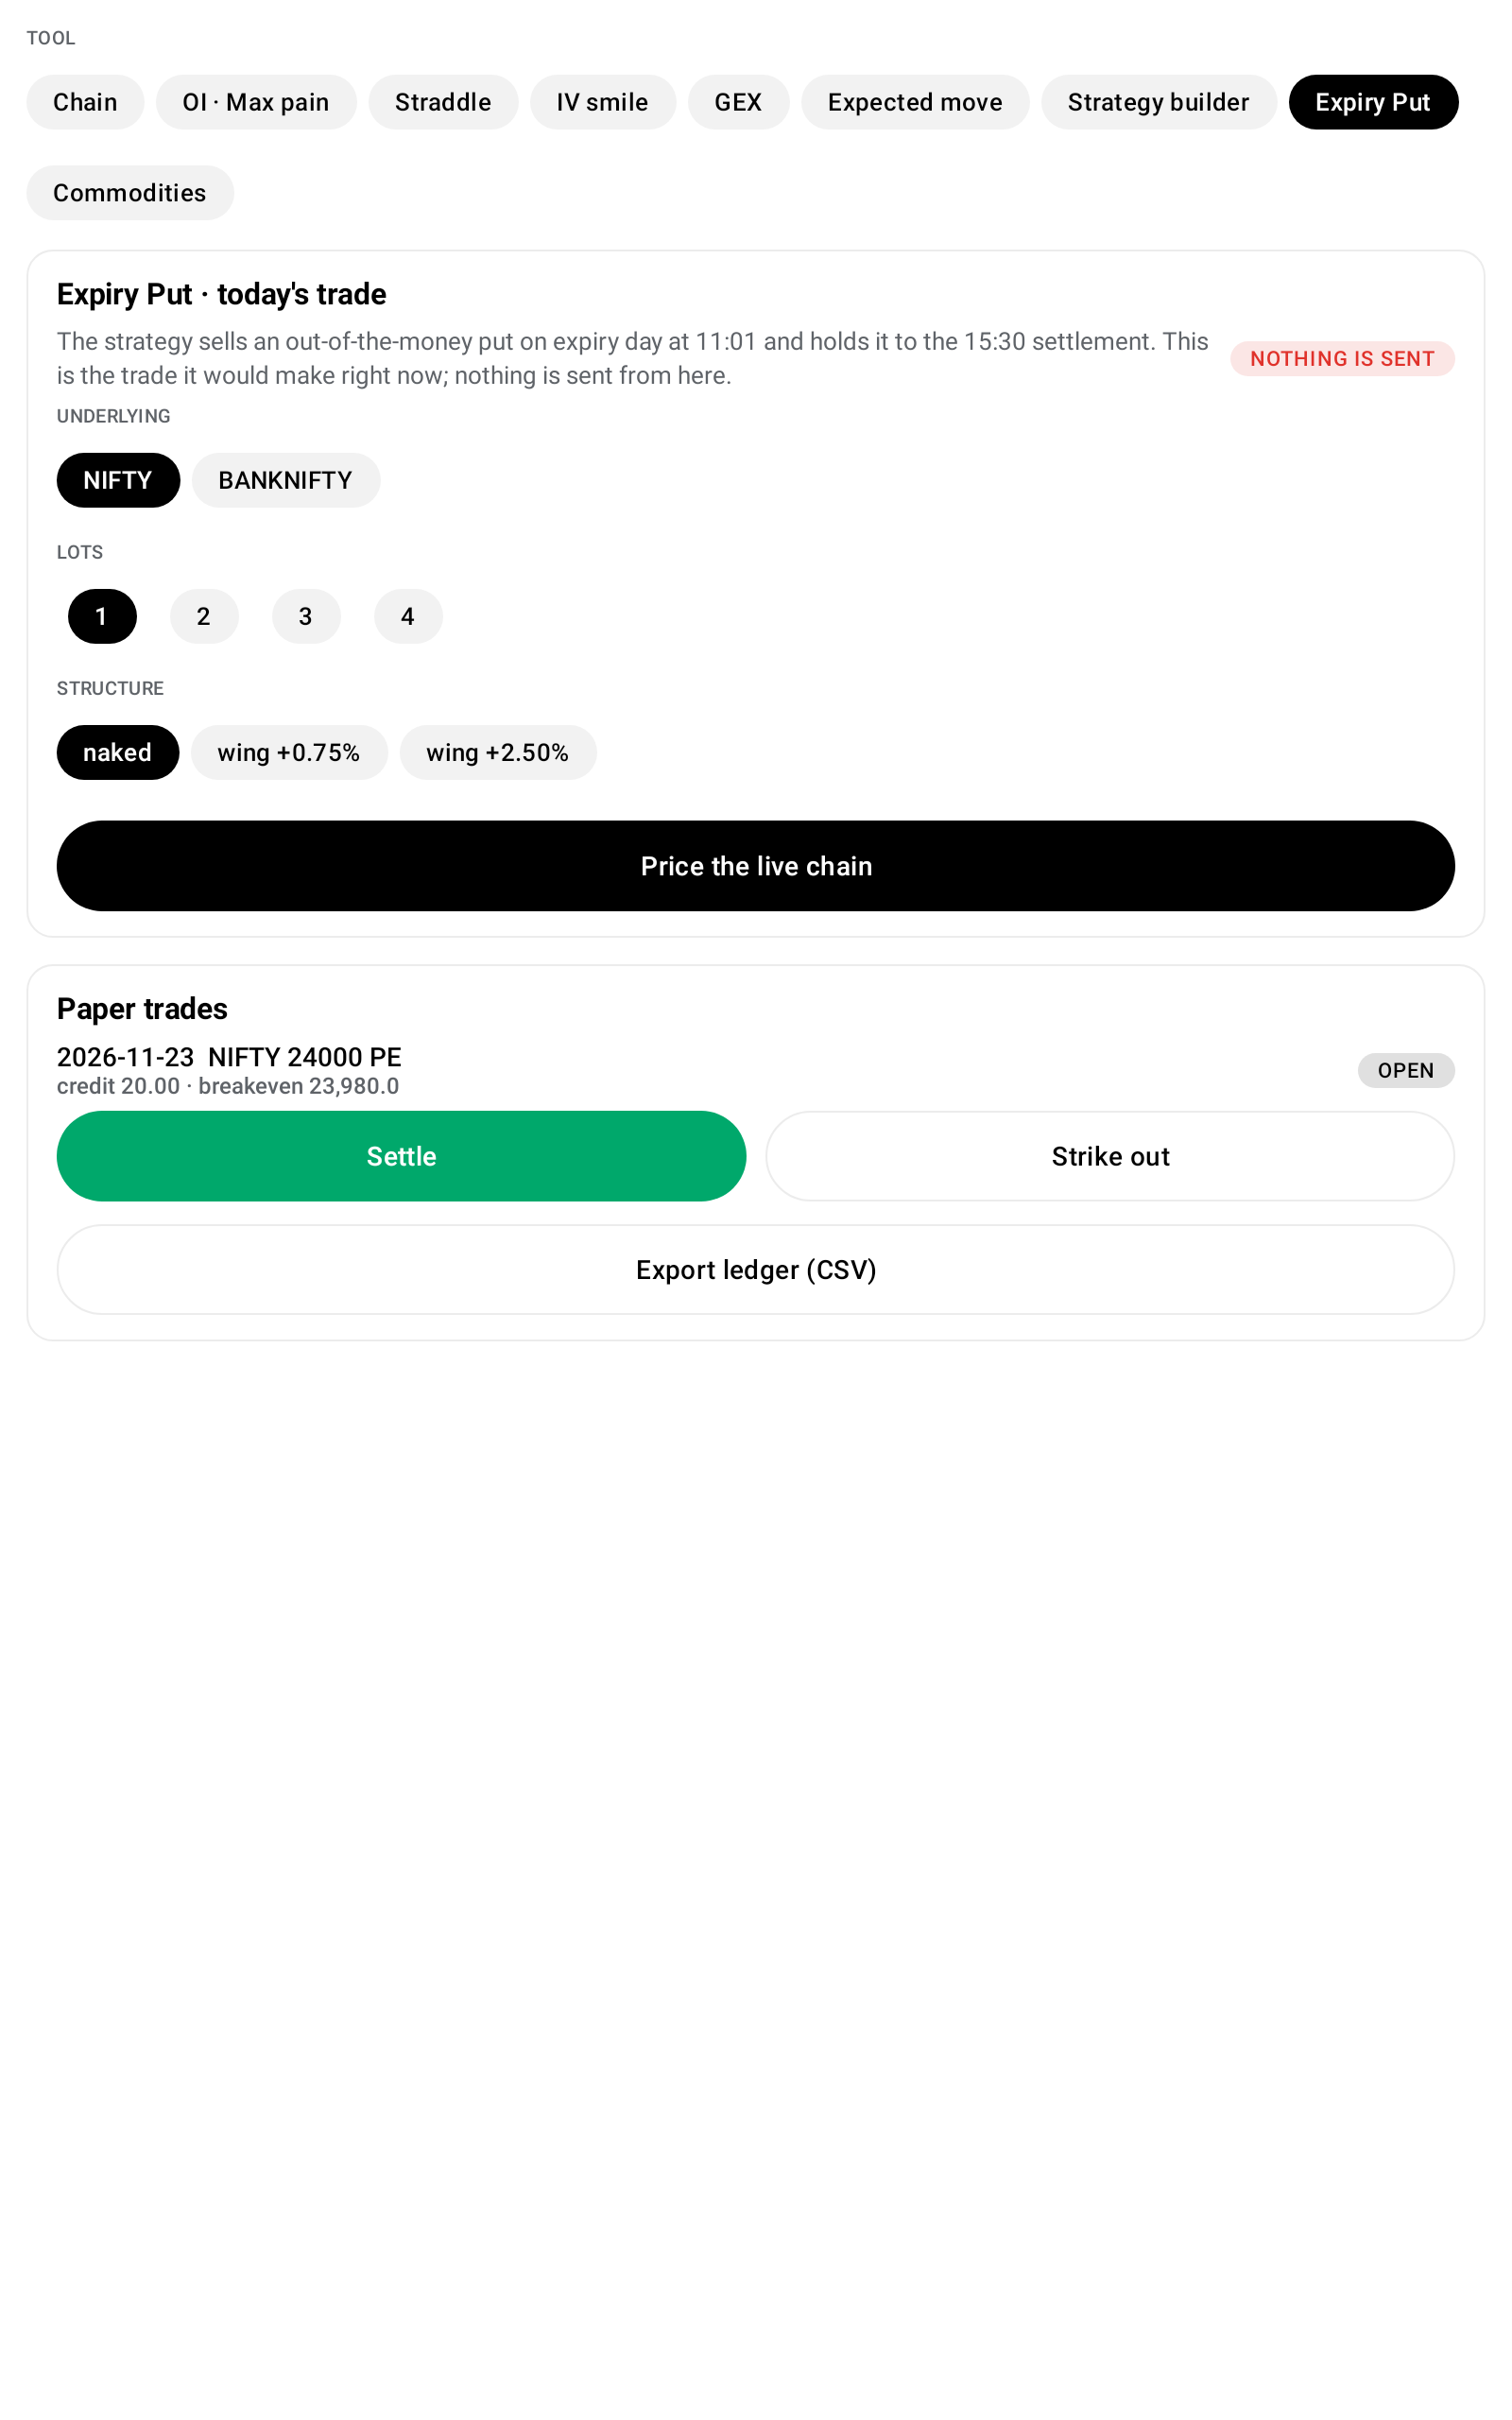 TOOL
Chain
OI · Max pain
Straddle
IV smile
GEX
Expected move
Strategy builder
Expiry Put
Commodities
Expiry Put · today's trade
The strategy sells an out-of-the-money put on expiry day at 11:01 and holds it to the 15:30 settlement. This
is the trade it would make right now; nothing is sent from here.
NOTHING IS SENT
UNDERLYING
NIFTY
BANKNIFTY
LOTS
1
2
3
4
STRUCTURE
naked
wing +0.75%
wing +2.50%
Price the live chain
Paper trades
2026-11-23 NIFTY 24000 PE
credit 20.00 · breakeven 23,980.0
OPEN
Settle
Strike out
Export ledger (CSV)